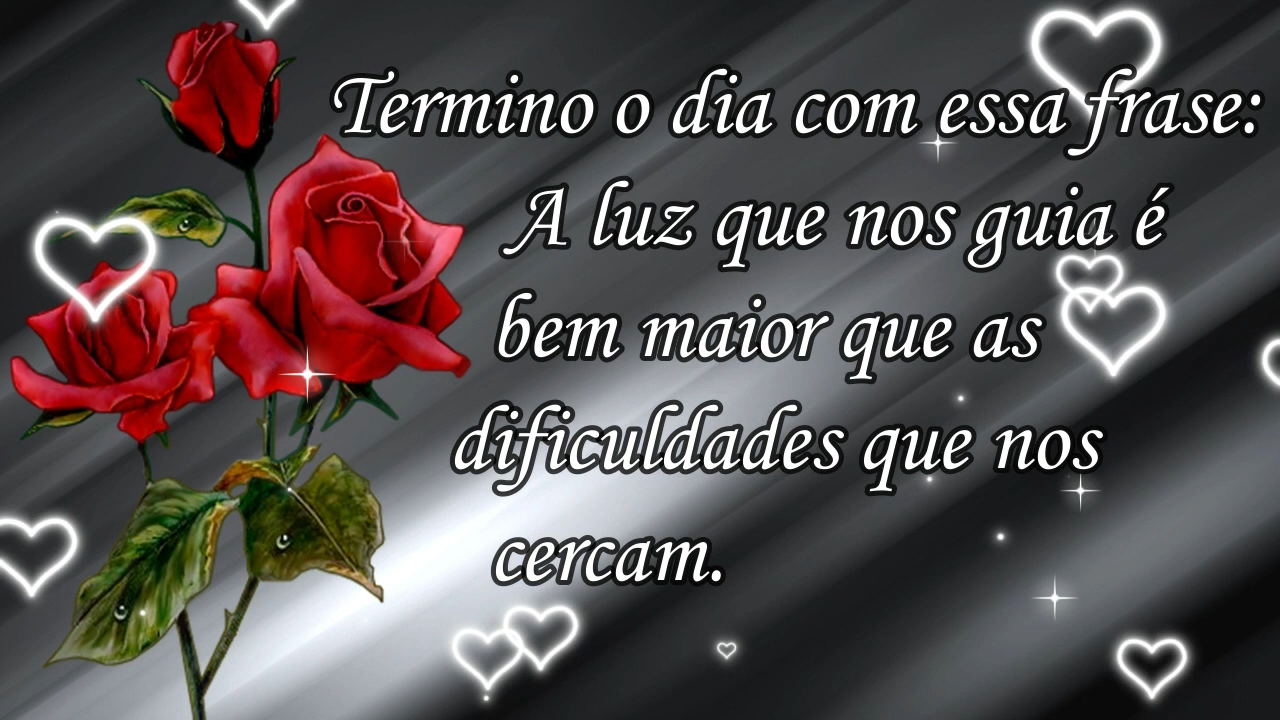 Termino o dia com essa frase:
A luz que nos guia é
bem maior que as
dificuldades que nos
cercam.